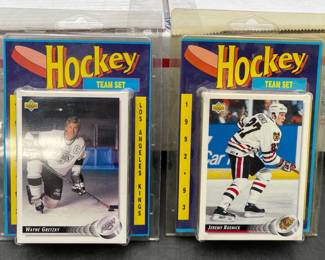 Hockey
TEAM SET
LOS ANGELES KINGS
WAYNE GRETZKY
Hockey
TEAM SET
1992-93
JEREMY ROENICK